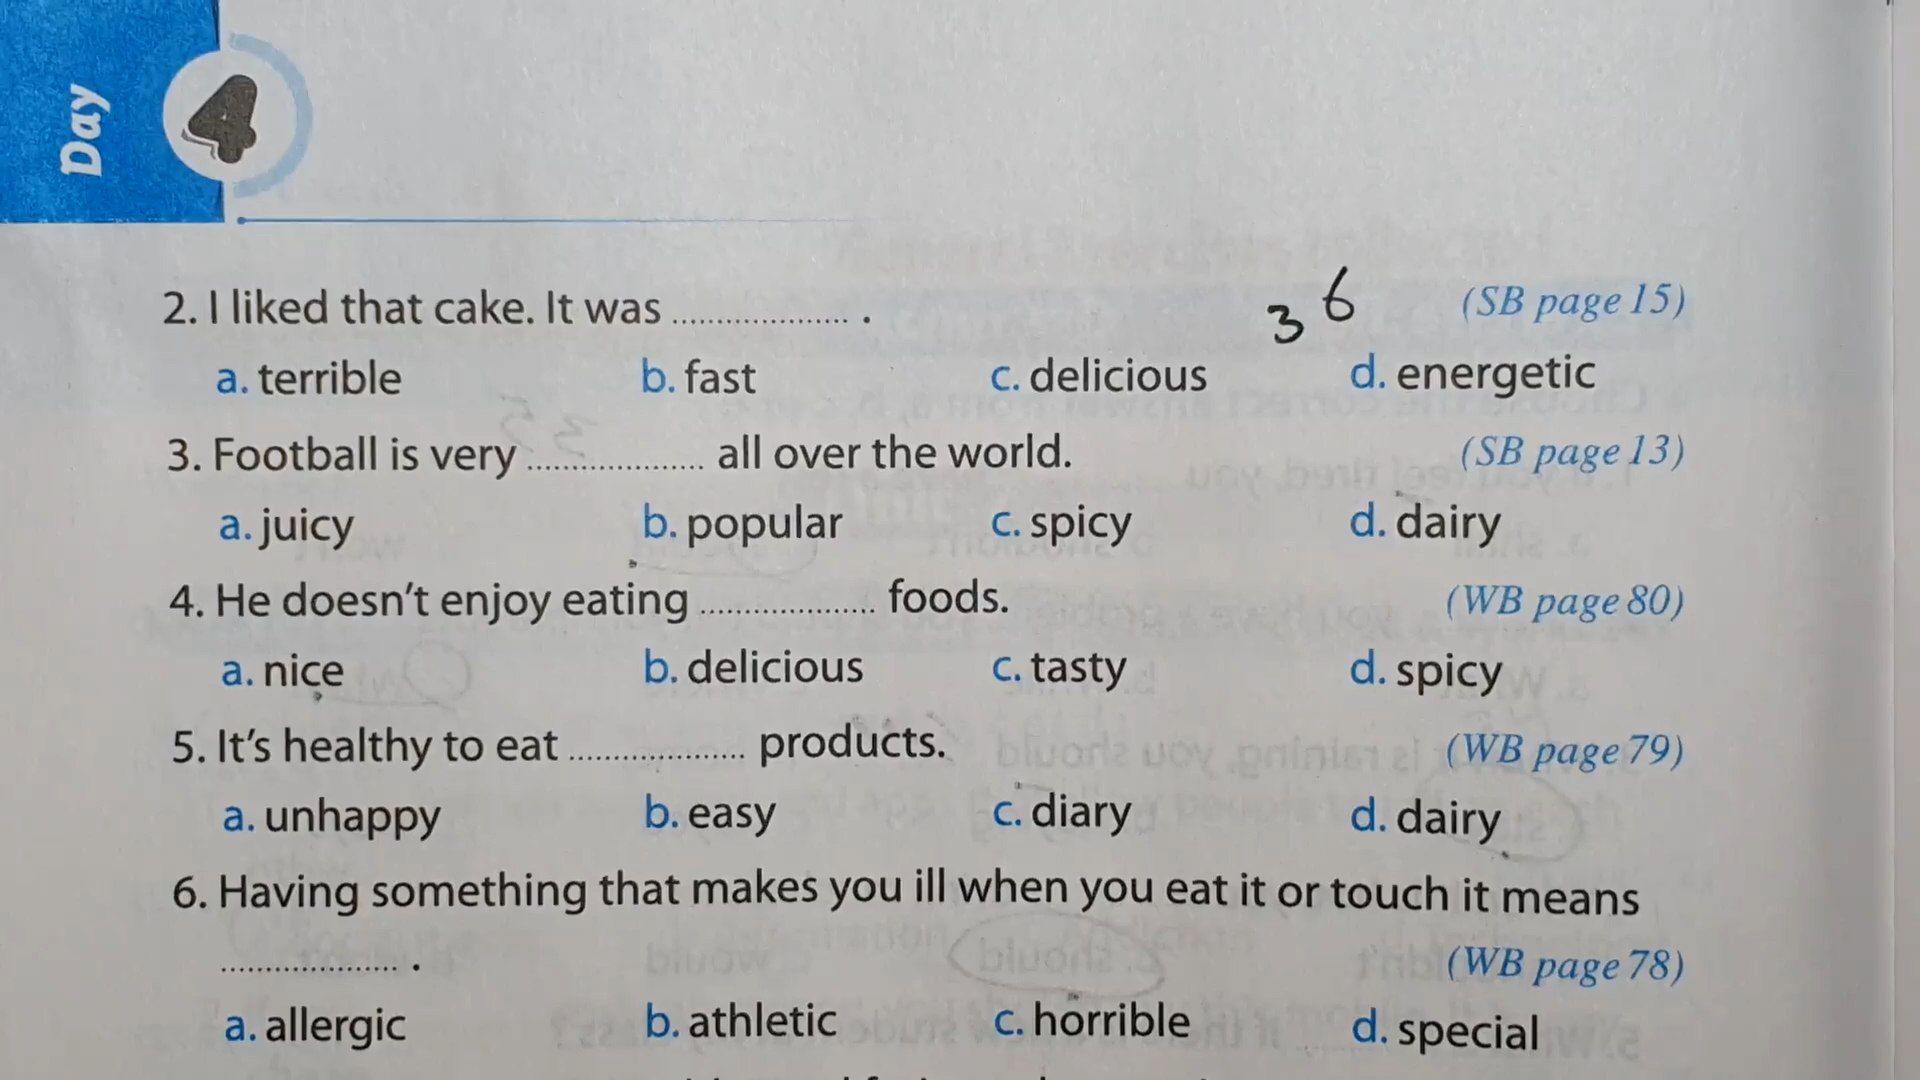 Day 4
36
2. I liked that cake. It was .................... . (SB page 15)
a. terrible b. fast c. delicious d. energetic
3. Football is very .................... all over the world. (SB page 13)
a. juicy b. popular c. spicy d. dairy
4. He doesn't enjoy eating .................... foods. (WB page 80)
a. nice b. delicious c. tasty d. spicy
5. It's healthy to eat .................... products. (WB page 79)
a. unhappy b. easy c. diary d. dairy
6. Having something that makes you ill when you eat it or touch it means
.................... . (WB page 78)
a. allergic b. athletic c. horrible d. special